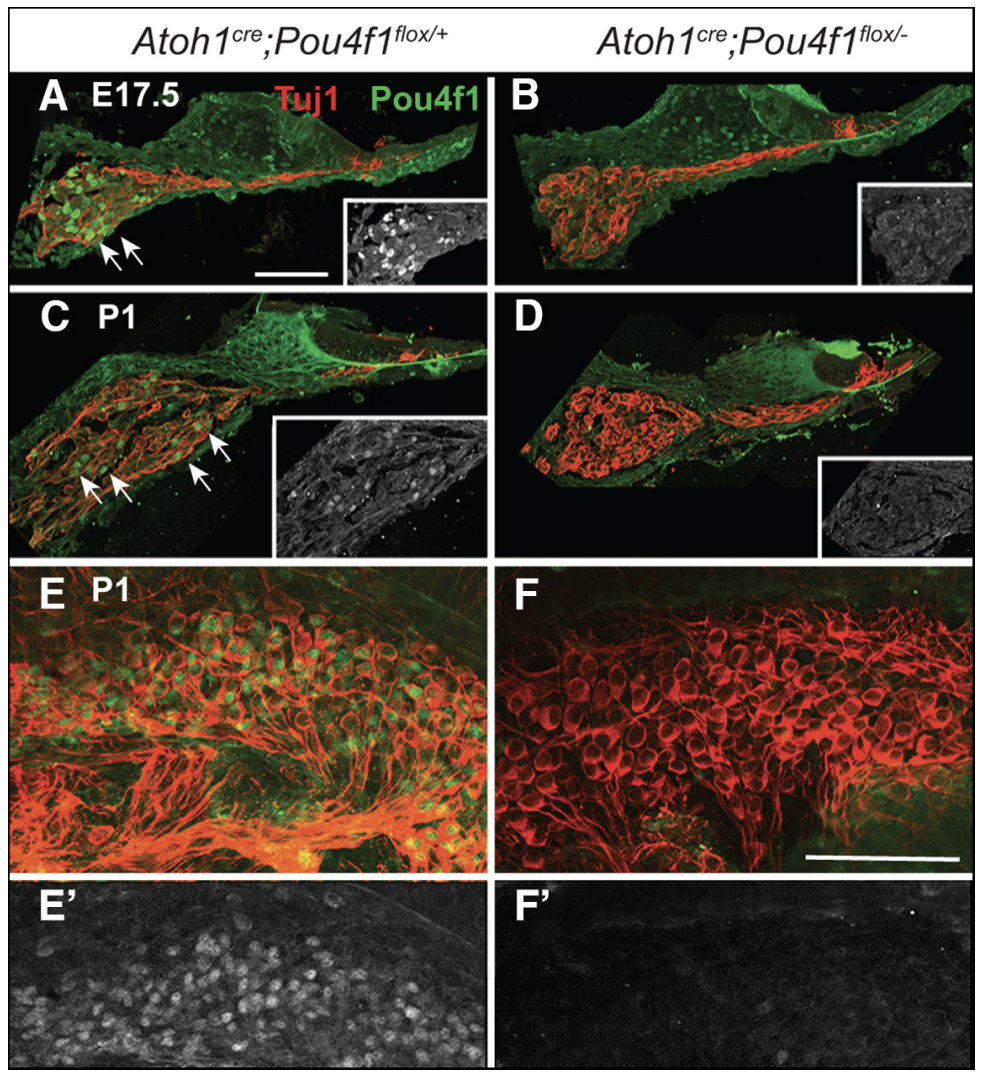 Atoh1cre;Pou4f1flox/+ Atoh1cre;Pou4f1flox/-
A E17.5 Tuj1 Pou4f1 B
C P1 D
E P1 F
E’ F’